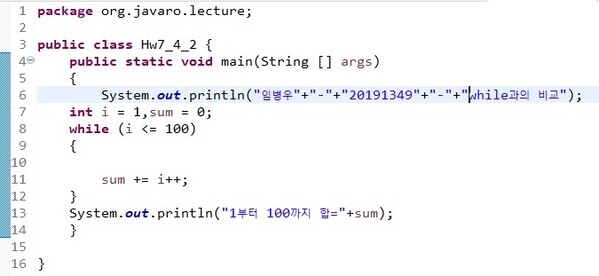 1 package org.javaro.lecture;
2
3 public class Hw7_4_2 {
4 public static void main(String [] args)
5 {
6 System.out.println("임병우"+"-"+"20191349"+"-"+"while과의 비교");
7 int i = 1,sum = 0;
8 while (i <= 100)
9 {
10
11 sum += i++;
12 }
13 System.out.println("1부터 100까지 합="+sum);
14 }
15
16 }